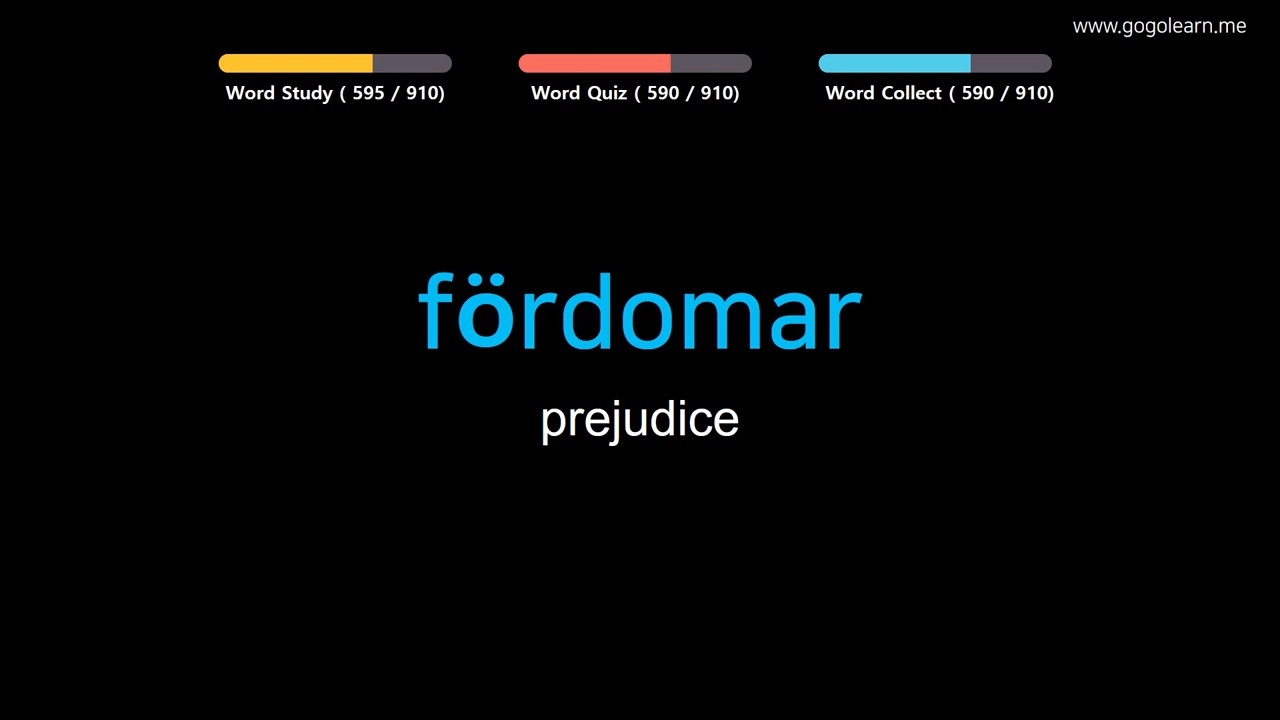 www.gogolearn.me
Word Study ( 595 / 910)
Word Quiz ( 590 / 910)
Word Collect ( 590 / 910)
fördomar
prejudice